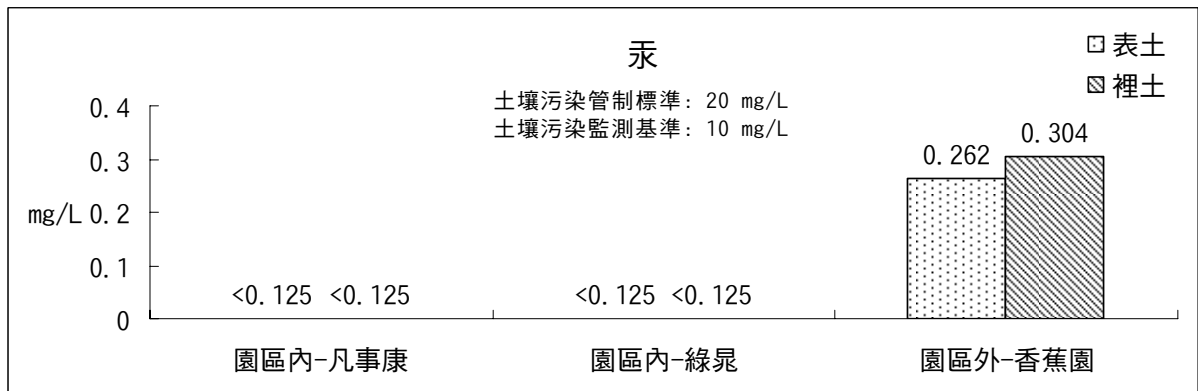 汞
土壤污染管制標準: 20 mg/L
土壤污染監測基準: 10 mg/L
表土
裡土
0.4
0.3
mg/L 0.2
0.1
0
<0.125 <0.125
<0.125 <0.125
0.262
0.304
園區內-凡事康
園區內-綠晁
園區外-香蕉園